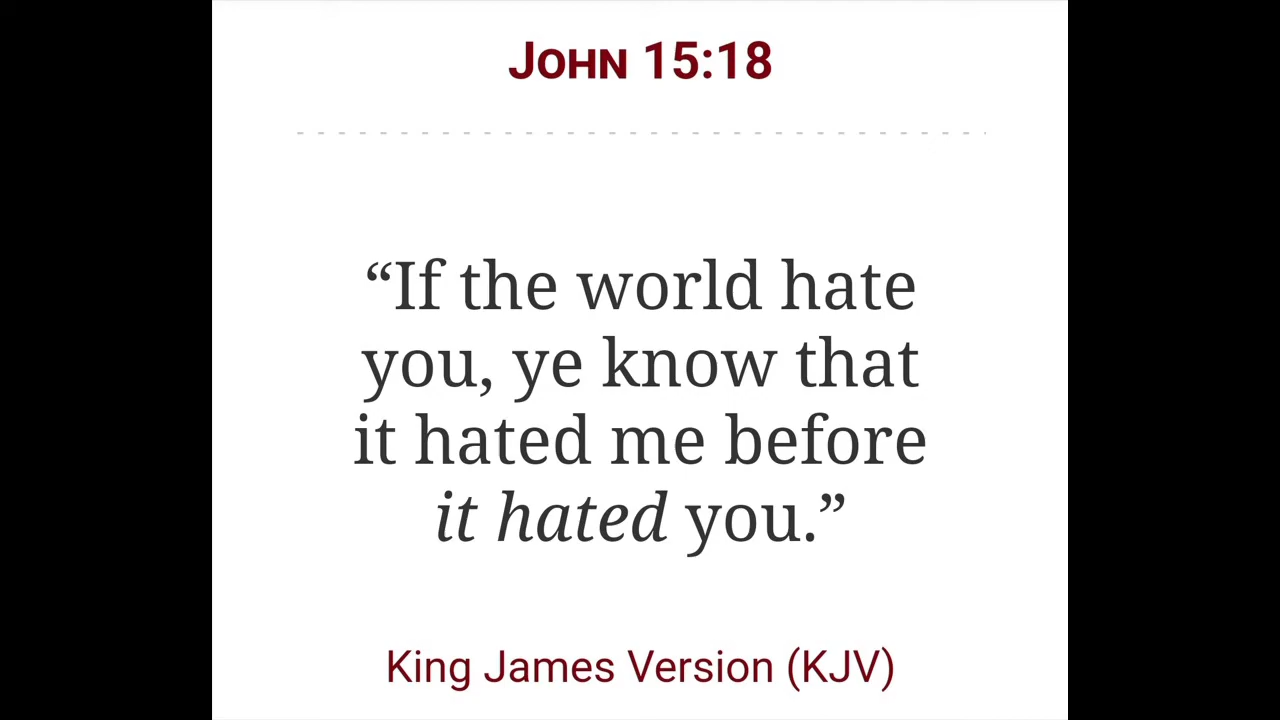 John 15:18
“If the world hate
you, ye know that
it hated me before
it hated you.”
King James Version (KJV)